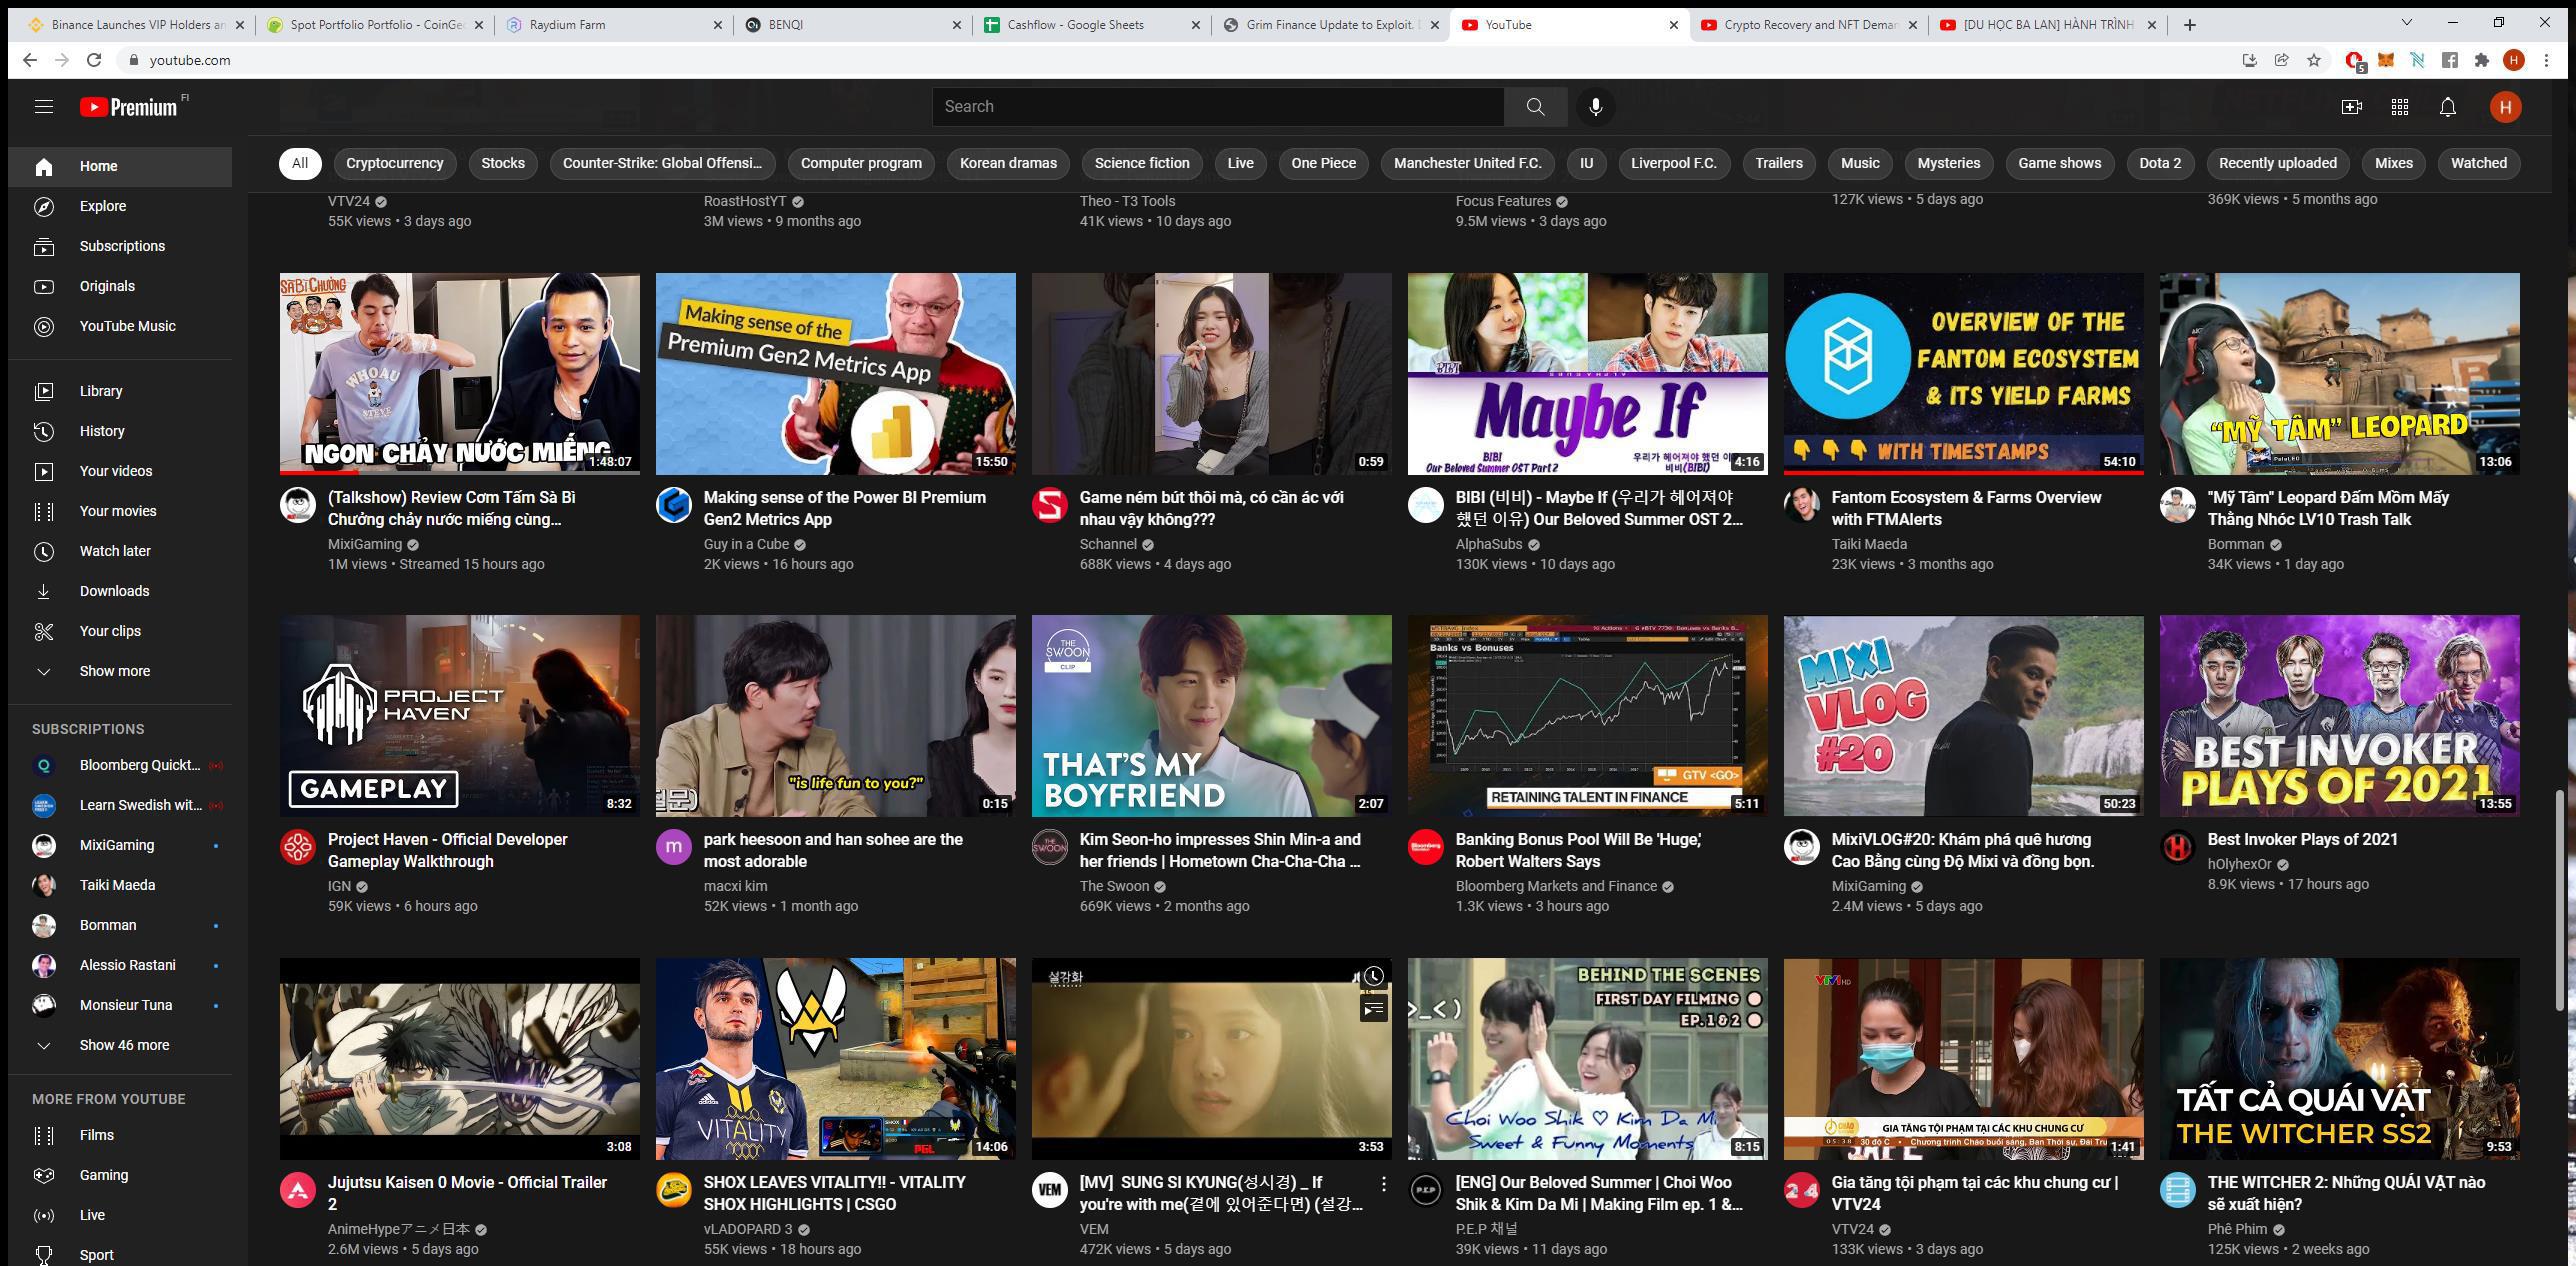 Binance Launches VIP Holders an
Spot Portfolio Portfolio - CoinGec
Raydium Farm
BENQI
Cashflow - Google Sheets
Grim Finance Update to Exploit.
YouTube
Crypto Recovery and NFT Deman
[DU HỌC BA LAN] HÀNH TRÌNH
youtube.com
5
H
Premium FI
Search
H
All
Cryptocurrency
Stocks
Counter-Strike: Global Offensi...
Computer program
Korean dramas
Science fiction
Live
One Piece
Manchester United F.C.
IU
Liverpool F.C.
Trailers
Music
Mysteries
Game shows
Dota 2
Recently uploaded
Mixes
Watched
Home
Explore
Subscriptions
Originals
YouTube Music
Library
History
Your videos
Your movies
Watch later
Downloads
Your clips
Show more
SUBSCRIPTIONS
Bloomberg Quickt...
Learn Swedish wit...
MixiGaming
Taiki Maeda
Bomman
Alessio Rastani
Monsieur Tuna
Show 46 more
MORE FROM YOUTUBE
Films
Gaming
Live
Sport
VTV24
55K views • 3 days ago
RoastHostYT
3M views • 9 months ago
Theo - T3 Tools
41K views • 10 days ago
Focus Features
9.5M views • 3 days ago
127K views • 5 days ago
369K views • 5 months ago
SÀBÌCHƯỞNG
WHOAU
STEVE
NGON CHẢY NƯỚC MIẾNG
1:48:07
(Talkshow) Review Cơm Tấm Sà Bì
Chưởng chảy nước miếng cùng...
MixiGaming
1M views • Streamed 15 hours ago
Making sense of the
Premium Gen2 Metrics App
15:50
Making sense of the Power BI Premium
Gen2 Metrics App
Guy in a Cube
2K views • 16 hours ago
0:59
Game ném bút thôi mà, có cần ác với
nhau vậy không???
Schannel
688K views • 4 days ago
BIBI
Maybe If
BIBI
Our Beloved Summer OST Part 2
우리가 헤어져야 했던 이
비비(BIBI)
4:16
BIBI (비비) - Maybe If (우리가 헤어져야
했던 이유) Our Beloved Summer OST 2...
AlphaSubs
130K views • 10 days ago
OVERVIEW OF THE
FANTOM ECOSYSTEM
& ITS YIELD FARMS
WITH TIMESTAMPS
54:10
Fantom Ecosystem & Farms Overview
with FTMAlerts
Taiki Maeda
23K views • 3 months ago
"MỸ TÂM" LEOPARD
13:06
"Mỹ Tâm" Leopard Đấm Mồm Mấy
Thằng Nhóc LV10 Trash Talk
Bomman
34K views • 1 day ago
PROJECT
HAVEN
GAMEPLAY
8:32
Project Haven - Official Developer
Gameplay Walkthrough
IGN
59K views • 6 hours ago
"is life fun to you?"
0:15
m
park heesoon and han sohee are the
most adorable
macxi kim
52K views • 1 month ago
THE
SWOON
CLIP
THAT'S MY
BOYFRIEND
2:07
Kim Seon-ho impresses Shin Min-a and
her friends | Hometown Cha-Cha-Cha ...
The Swoon
669K views • 2 months ago
Banks vs Bonuses
GTV <GO>
RETAINING TALENT IN FINANCE
5:11
Banking Bonus Pool Will Be 'Huge,'
Robert Walters Says
Bloomberg Markets and Finance
1.3K views • 3 hours ago
MIXI
VLOG
#20
50:23
MixiVLOG#20: Khám phá quê hương
Cao Bằng cùng Độ Mixi và đồng bọn.
MixiGaming
2.4M views • 5 days ago
BEST INVOKER
PLAYS OF 2021
13:55
Best Invoker Plays of 2021
hOlyhexOr
8.9K views • 17 hours ago
3:08
Jujutsu Kaisen 0 Movie - Official Trailer
2
AnimeHypeアニメ日本
2.6M views • 5 days ago
adidas
VITALITY
SHOX
PGL
14:06
SHOX LEAVES VITALITY!! - VITALITY
SHOX HIGHLIGHTS | CSGO
vLADOPARD 3
55K views • 18 hours ago
설강화
3:53
VEM
[MV] SUNG SI KYUNG(성시경) _ If
you're with me(곁에 있어준다면) (설강...
VEM
472K views • 5 days ago
BEHIND THE SCENES
FIRST DAY FILMING
EP.1 & 2
>_<)
Choi Woo Shik ♡ Kim Da Mi
Sweet & Funny Moments
8:15
P.E.P
[ENG] Our Beloved Summer | Choi Woo
Shik & Kim Da Mi | Making Film ep. 1 &...
P.E.P 채널
39K views • 11 days ago
VTV1 HD
CHÀO
GIA TĂNG TỘI PHẠM TẠI CÁC KHU CHUNG CƯ
05:38 30 độ C • Chương trình Chào buổi sáng, Ban Thời sự, Đài Tru
1:41
24
Gia tăng tội phạm tại các khu chung cư |
VTV24
VTV24
133K views • 3 days ago
TẤT CẢ QUÁI VẬT
THE WITCHER SS2
9:53
THE WITCHER 2: Những QUÁI VẬT nào
sẽ xuất hiện?
Phê Phim
125K views • 2 weeks ago